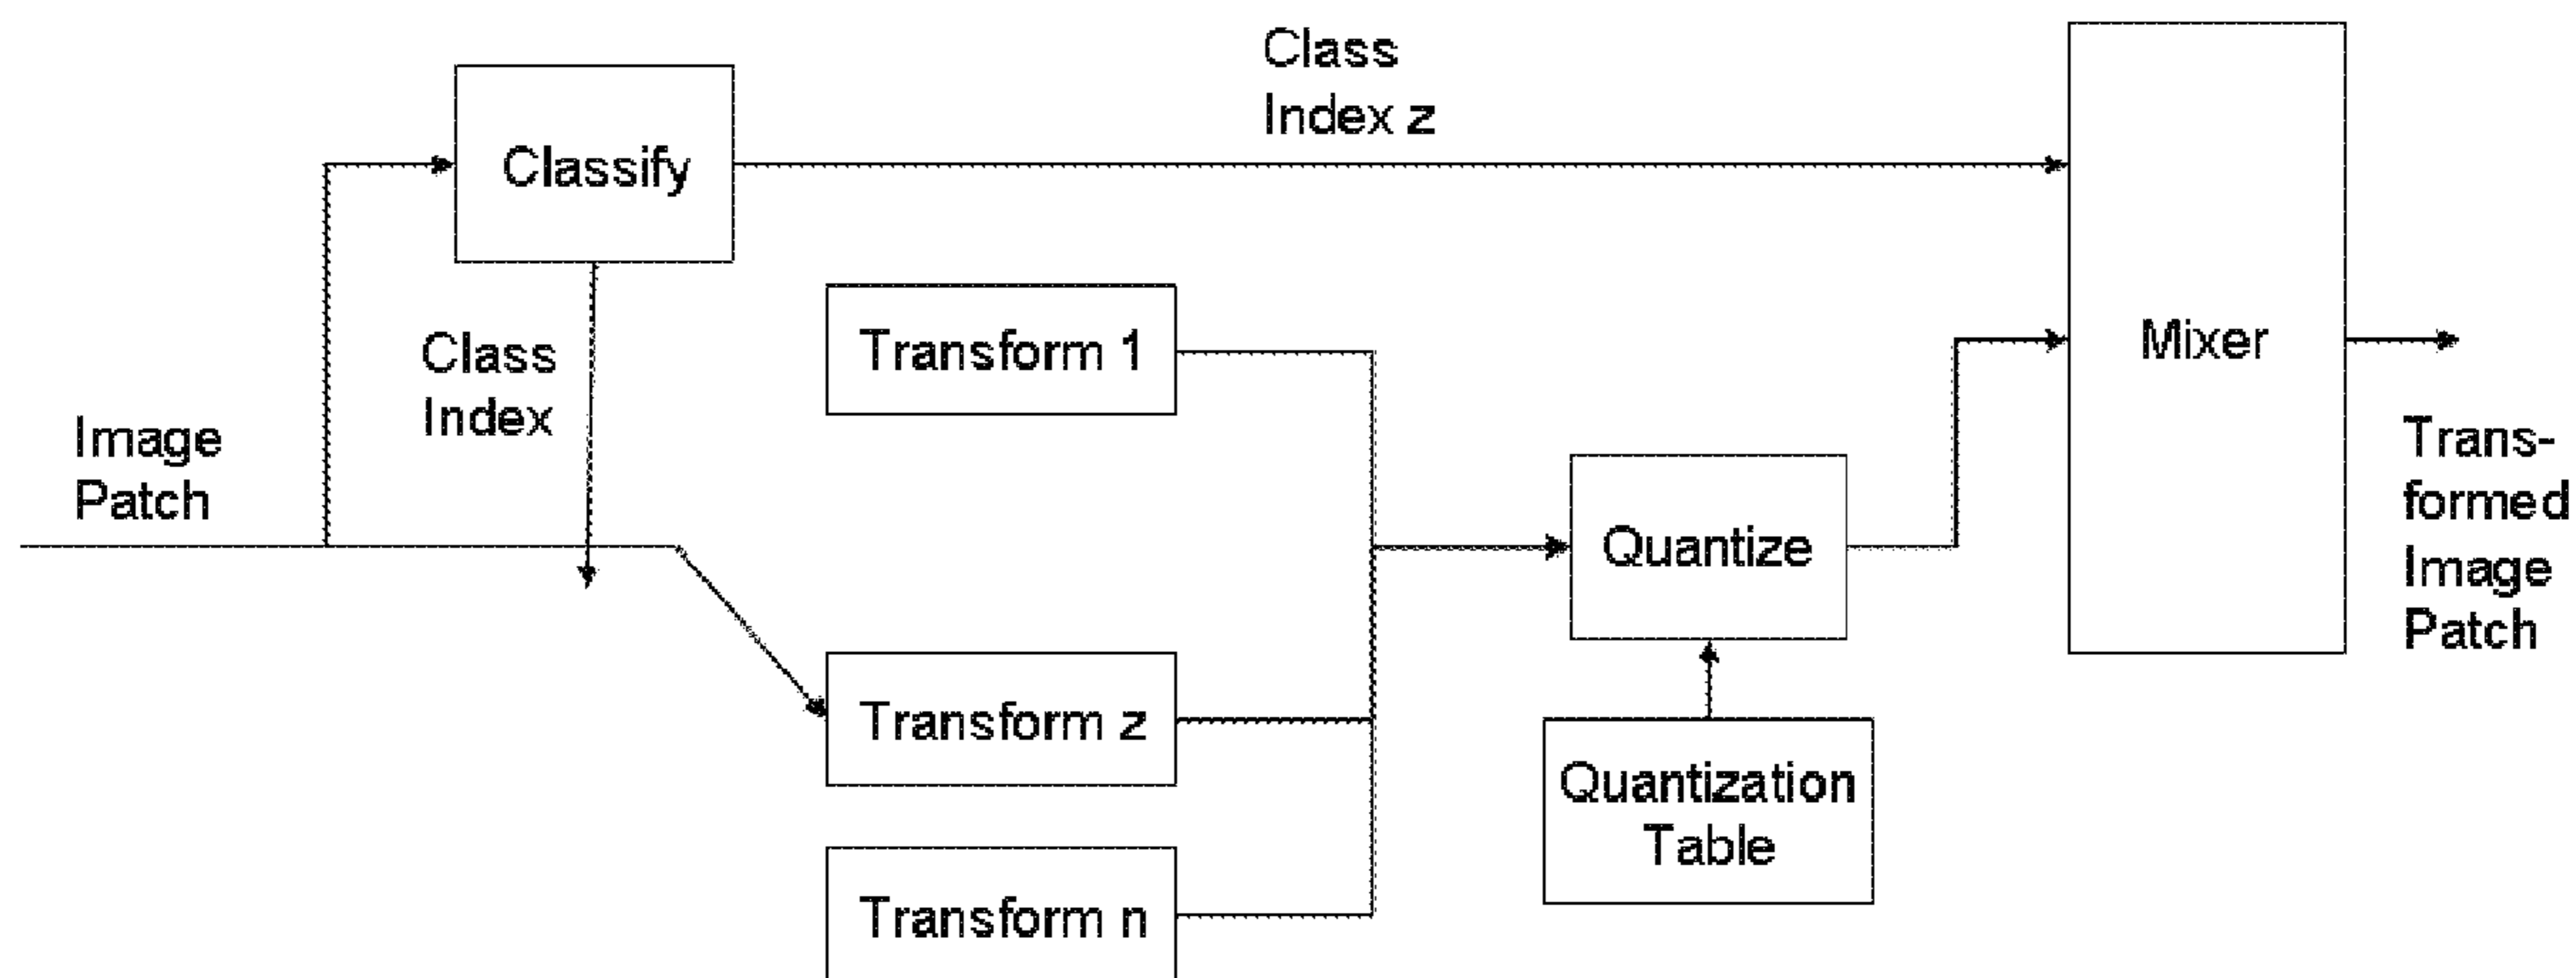 Class
Index z
Classify
Transform 1
Mixer
Class
Index
Image
Patch
Trans-
formed
Image
Patch
Quantize
Transform z
Quantization
Table
Transform n